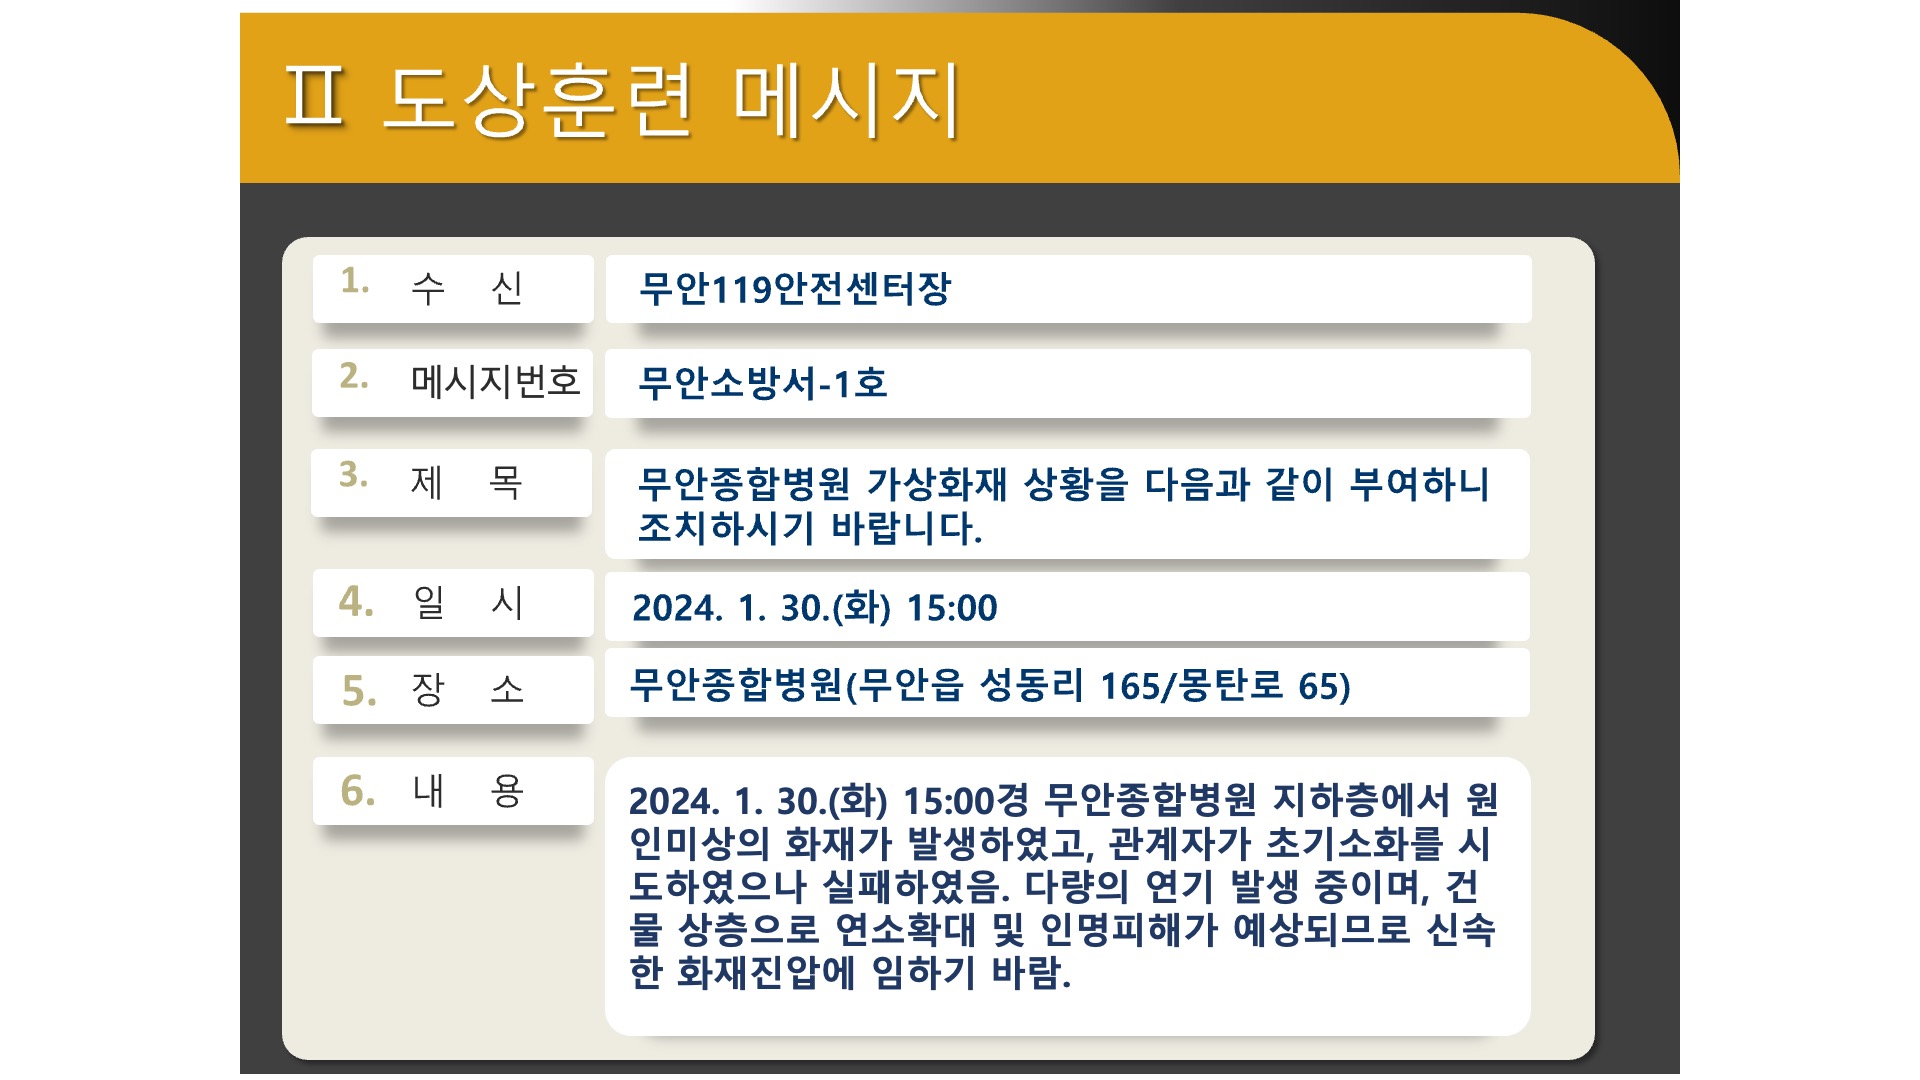 Ⅱ 도상훈련 메시지
1. 수 신 무안119안전센터장
2. 메시지번호 무안소방서-1호
3. 제 목 무안종합병원 가상화재 상황을 다음과 같이 부여하니
조치하시기 바랍니다.
4. 일 시 2024. 1. 30.(화) 15:00
5. 장 소 무안종합병원(무안읍 성동리 165/몽탄로 65)
6. 내 용 2024. 1. 30.(화) 15:00경 무안종합병원 지하층에서 원
인미상의 화재가 발생하였고, 관계자가 초기소화를 시
도하였으나 실패하였음. 다량의 연기 발생 중이며, 건
물 상층으로 연소확대 및 인명피해가 예상되므로 신속
한 화재진압에 임하기 바람.